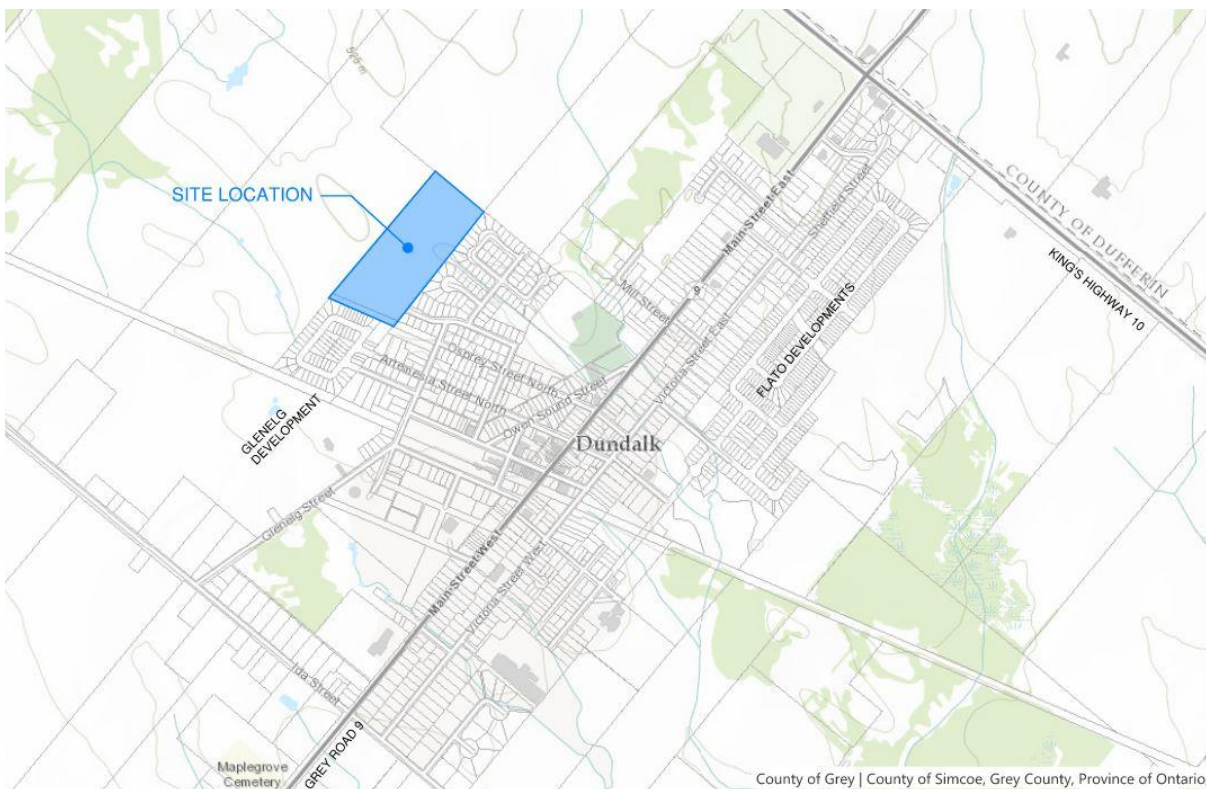 525 m
SITE LOCATION
COUNTY OF DUFFERIN
KING'S HIGHWAY 10
Main Street East
Sheffield Street
9
Mill Street
Victoria Street East
FLATO DEVELOPMENTS
Osprey Street North
Artemesia Street North
Owen Sound Street
GLENELG
DEVELOPMENT
Dundalk
Glenelg Street
Main Street West
Victoria Street West
Ida Street
GREY ROAD 9
Maplegrove
Cemetery
County of Grey | County of Simcoe, Grey County, Province of Ontario